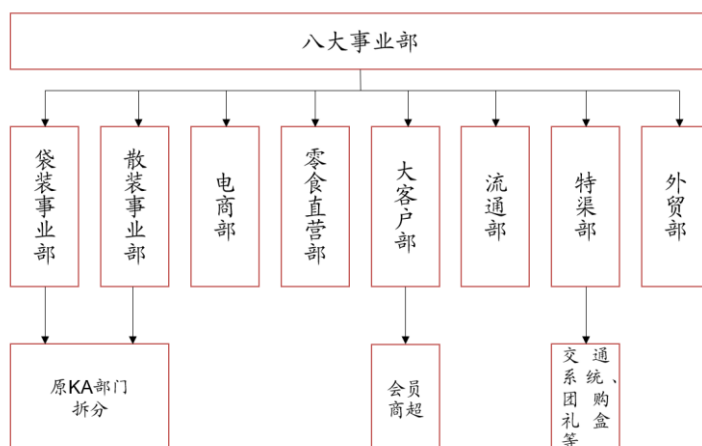 八大事业部
袋装事业部
散装事业部
电商部
零食直营部
大客户部
流通部
特渠部
外贸部
原KA部门
拆分
会员
商超
交通
系统、
团购
礼盒
等